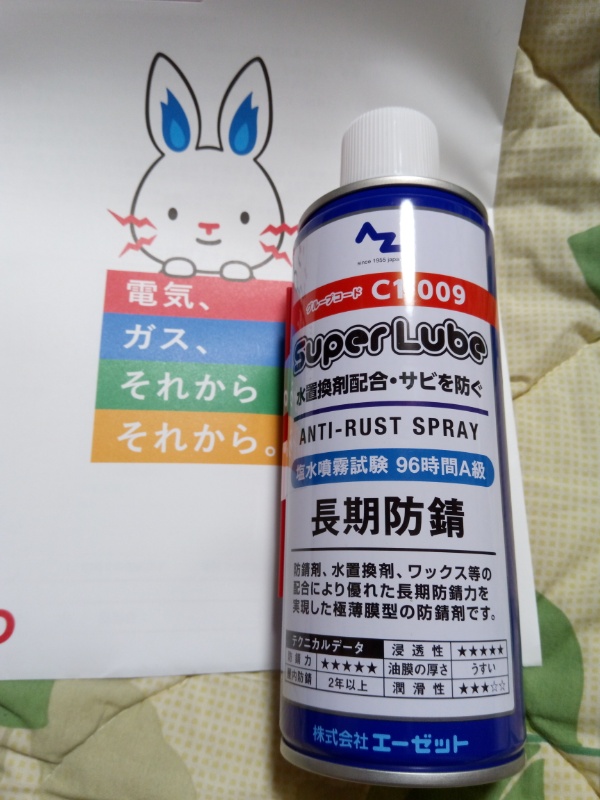 電気、
ガス、
それから
それから。
AZ
since 1955 japan
グループコード C1 009
Super Lube
水置換剤配合・サビを防ぐ
ANTI-RUST SPRAY
塩水噴霧試験 96時間A級
長期防錆
防錆剤、水置換剤、ワックス等の
配合により優れた長期防錆力を
実現した極薄膜型の防錆剤です。
テクニカルデータ 浸透性 ★★★★★
防錆力 ★★★★★ 油膜の厚さ うすい
屋内防錆 2年以上 潤滑性 ★★★☆☆
株式会社 エーゼット